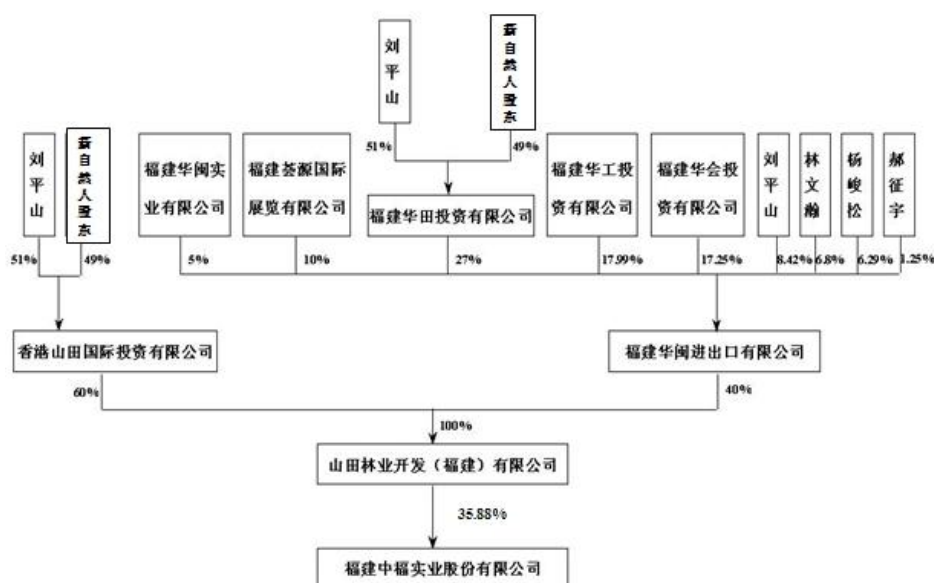 刘平山
自然人股东
51%
49%
刘平山
自然人股东
福建华闽实
业有限公司
福建荟源国际
展览有限公司
福建华田投资有限公司
福建华工投
资有限公司
福建华会投
资有限公司
刘平山
林文瀚
杨峻松
郝征宇
51%
49%
5%
10%
27%
17.99%
17.25%
8.42%
6.8%
6.29%
1.25%
香港山田国际投资有限公司
福建华闽进出口有限公司
60%
40%
100%
山田林业开发（福建）有限公司
35.88%
福建中福实业股份有限公司